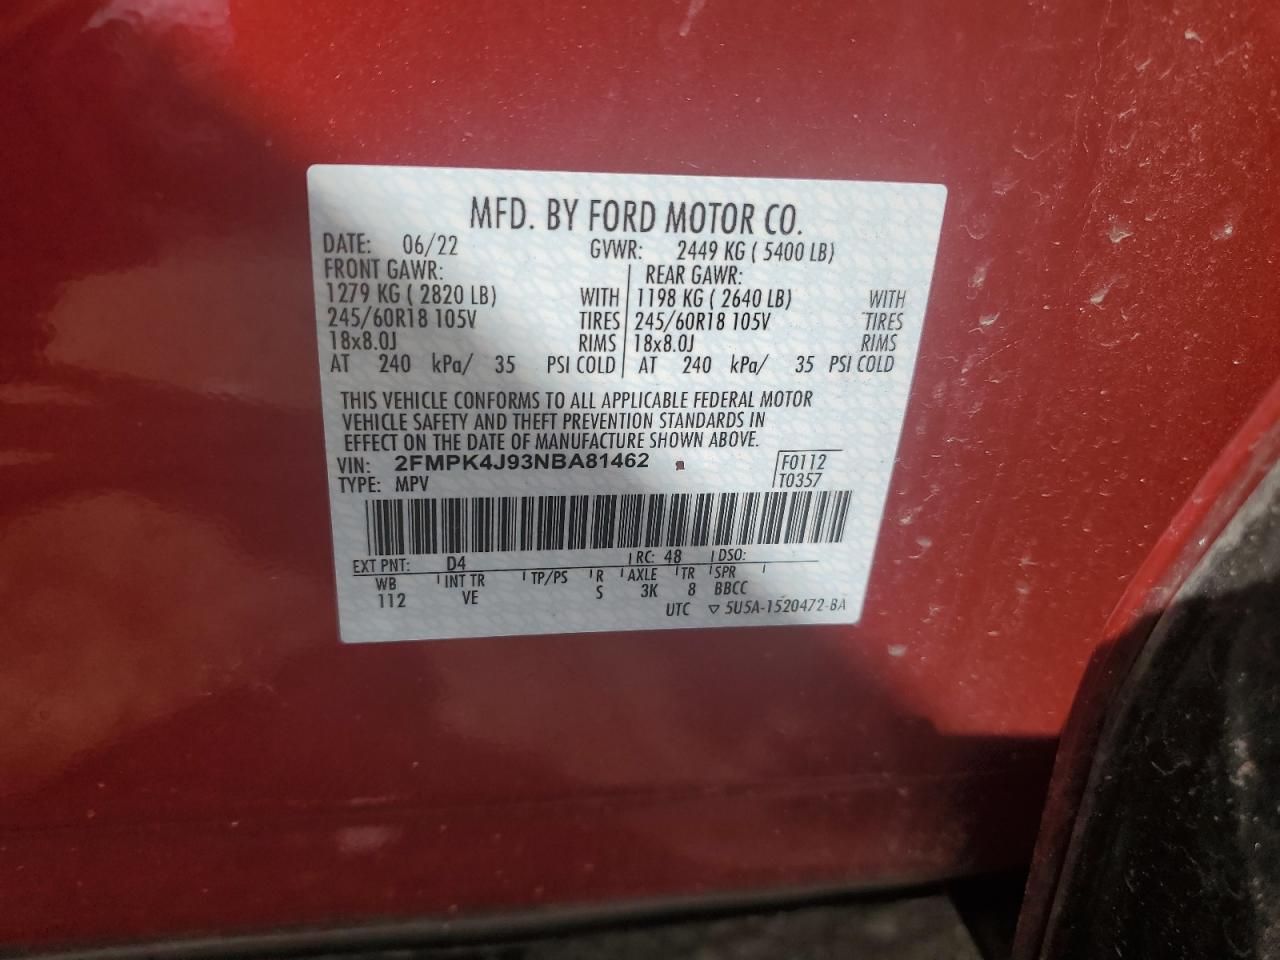 MFD. BY FORD MOTOR CO.
DATE: 06/22 GVWR: 2449 KG ( 5400 LB)
FRONT GAWR: REAR GAWR:
1279 KG ( 2820 LB) WITH 1198 KG ( 2640 LB) WITH
245/60R18 105V TIRES 245/60R18 105V TIRES
18x8.0J RIMS 18x8.0J RIMS
AT 240 kPa/ 35 PSI COLD AT 240 kPa/ 35 PSI COLD
THIS VEHICLE CONFORMS TO ALL APPLICABLE FEDERAL MOTOR
VEHICLE SAFETY AND THEFT PREVENTION STANDARDS IN
EFFECT ON THE DATE OF MANUFACTURE SHOWN ABOVE.
VIN: 2FMPK4J93NBA81462 F0112
TYPE: MPV T0357
EXT PNT: D4 RC: 48 DSO:
WB INT TR TP/PS R AXLE TR SPR
112 VE S 3K 8 BBCC
UTC ▽ 5U5A-1520472-BA